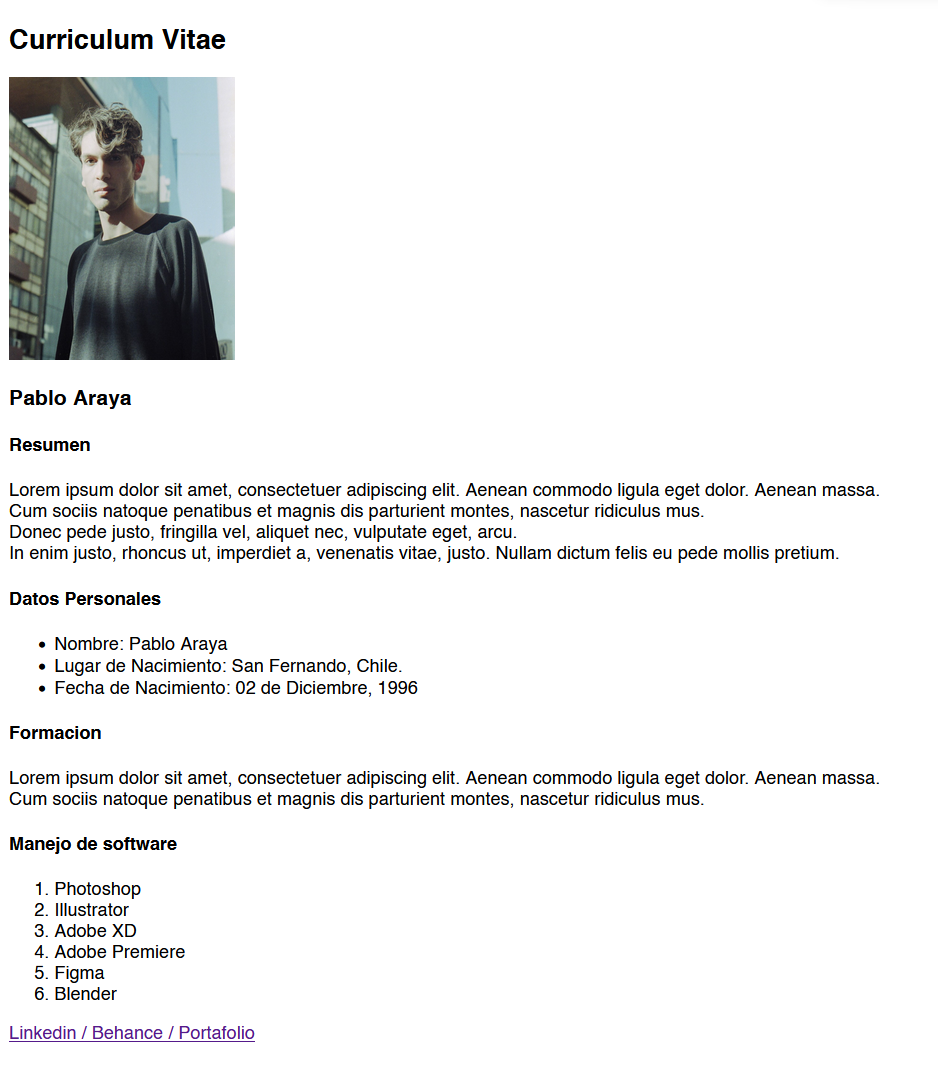 Curriculum Vitae
Pablo Araya
Resumen
Lorem ipsum dolor sit amet, consectetuer adipiscing elit. Aenean commodo ligula eget dolor. Aenean massa.
Cum sociis natoque penatibus et magnis dis parturient montes, nascetur ridiculus mus.
Donec pede justo, fringilla vel, aliquet nec, vulputate eget, arcu.
In enim justo, rhoncus ut, imperdiet a, venenatis vitae, justo. Nullam dictum felis eu pede mollis pretium.
Datos Personales
• Nombre: Pablo Araya
• Lugar de Nacimiento: San Fernando, Chile.
• Fecha de Nacimiento: 02 de Diciembre, 1996
Formacion
Lorem ipsum dolor sit amet, consectetuer adipiscing elit. Aenean commodo ligula eget dolor. Aenean massa.
Cum sociis natoque penatibus et magnis dis parturient montes, nascetur ridiculus mus.
Manejo de software
1. Photoshop
2. Illustrator
3. Adobe XD
4. Adobe Premiere
5. Figma
6. Blender
Linkedin / Behance / Portafolio